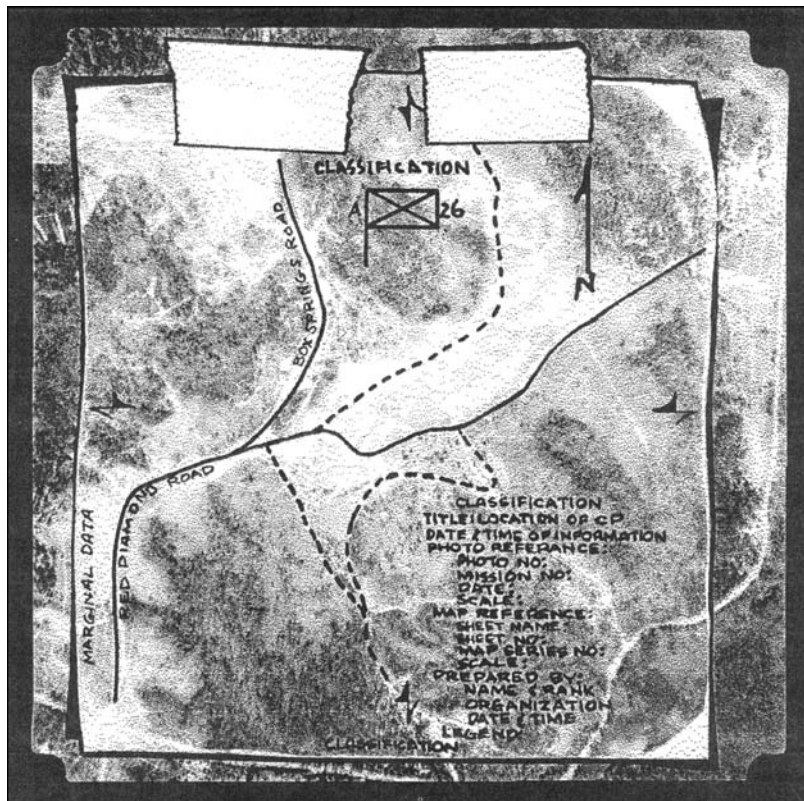 CLASSIFICATION
A 26
BOX SPRINGS ROAD
N
RED DIAMOND ROAD
MARGINAL DATA
CLASSIFICATION
TITLE: LOCATION OF CP
DATE & TIME OF INFORMATION
PHOTO REFERANCE:
PHOTO NO:
MISSION NO:
DATE:
SCALE:
MAP REFERENCE:
SHEET NAME:
SHEET NO:
MAP SERIES NO:
SCALE:
PREPARED BY:
NAME & RANK
ORGANIZATION
DATE & TIME
LEGEND:
CLASSIFICATION